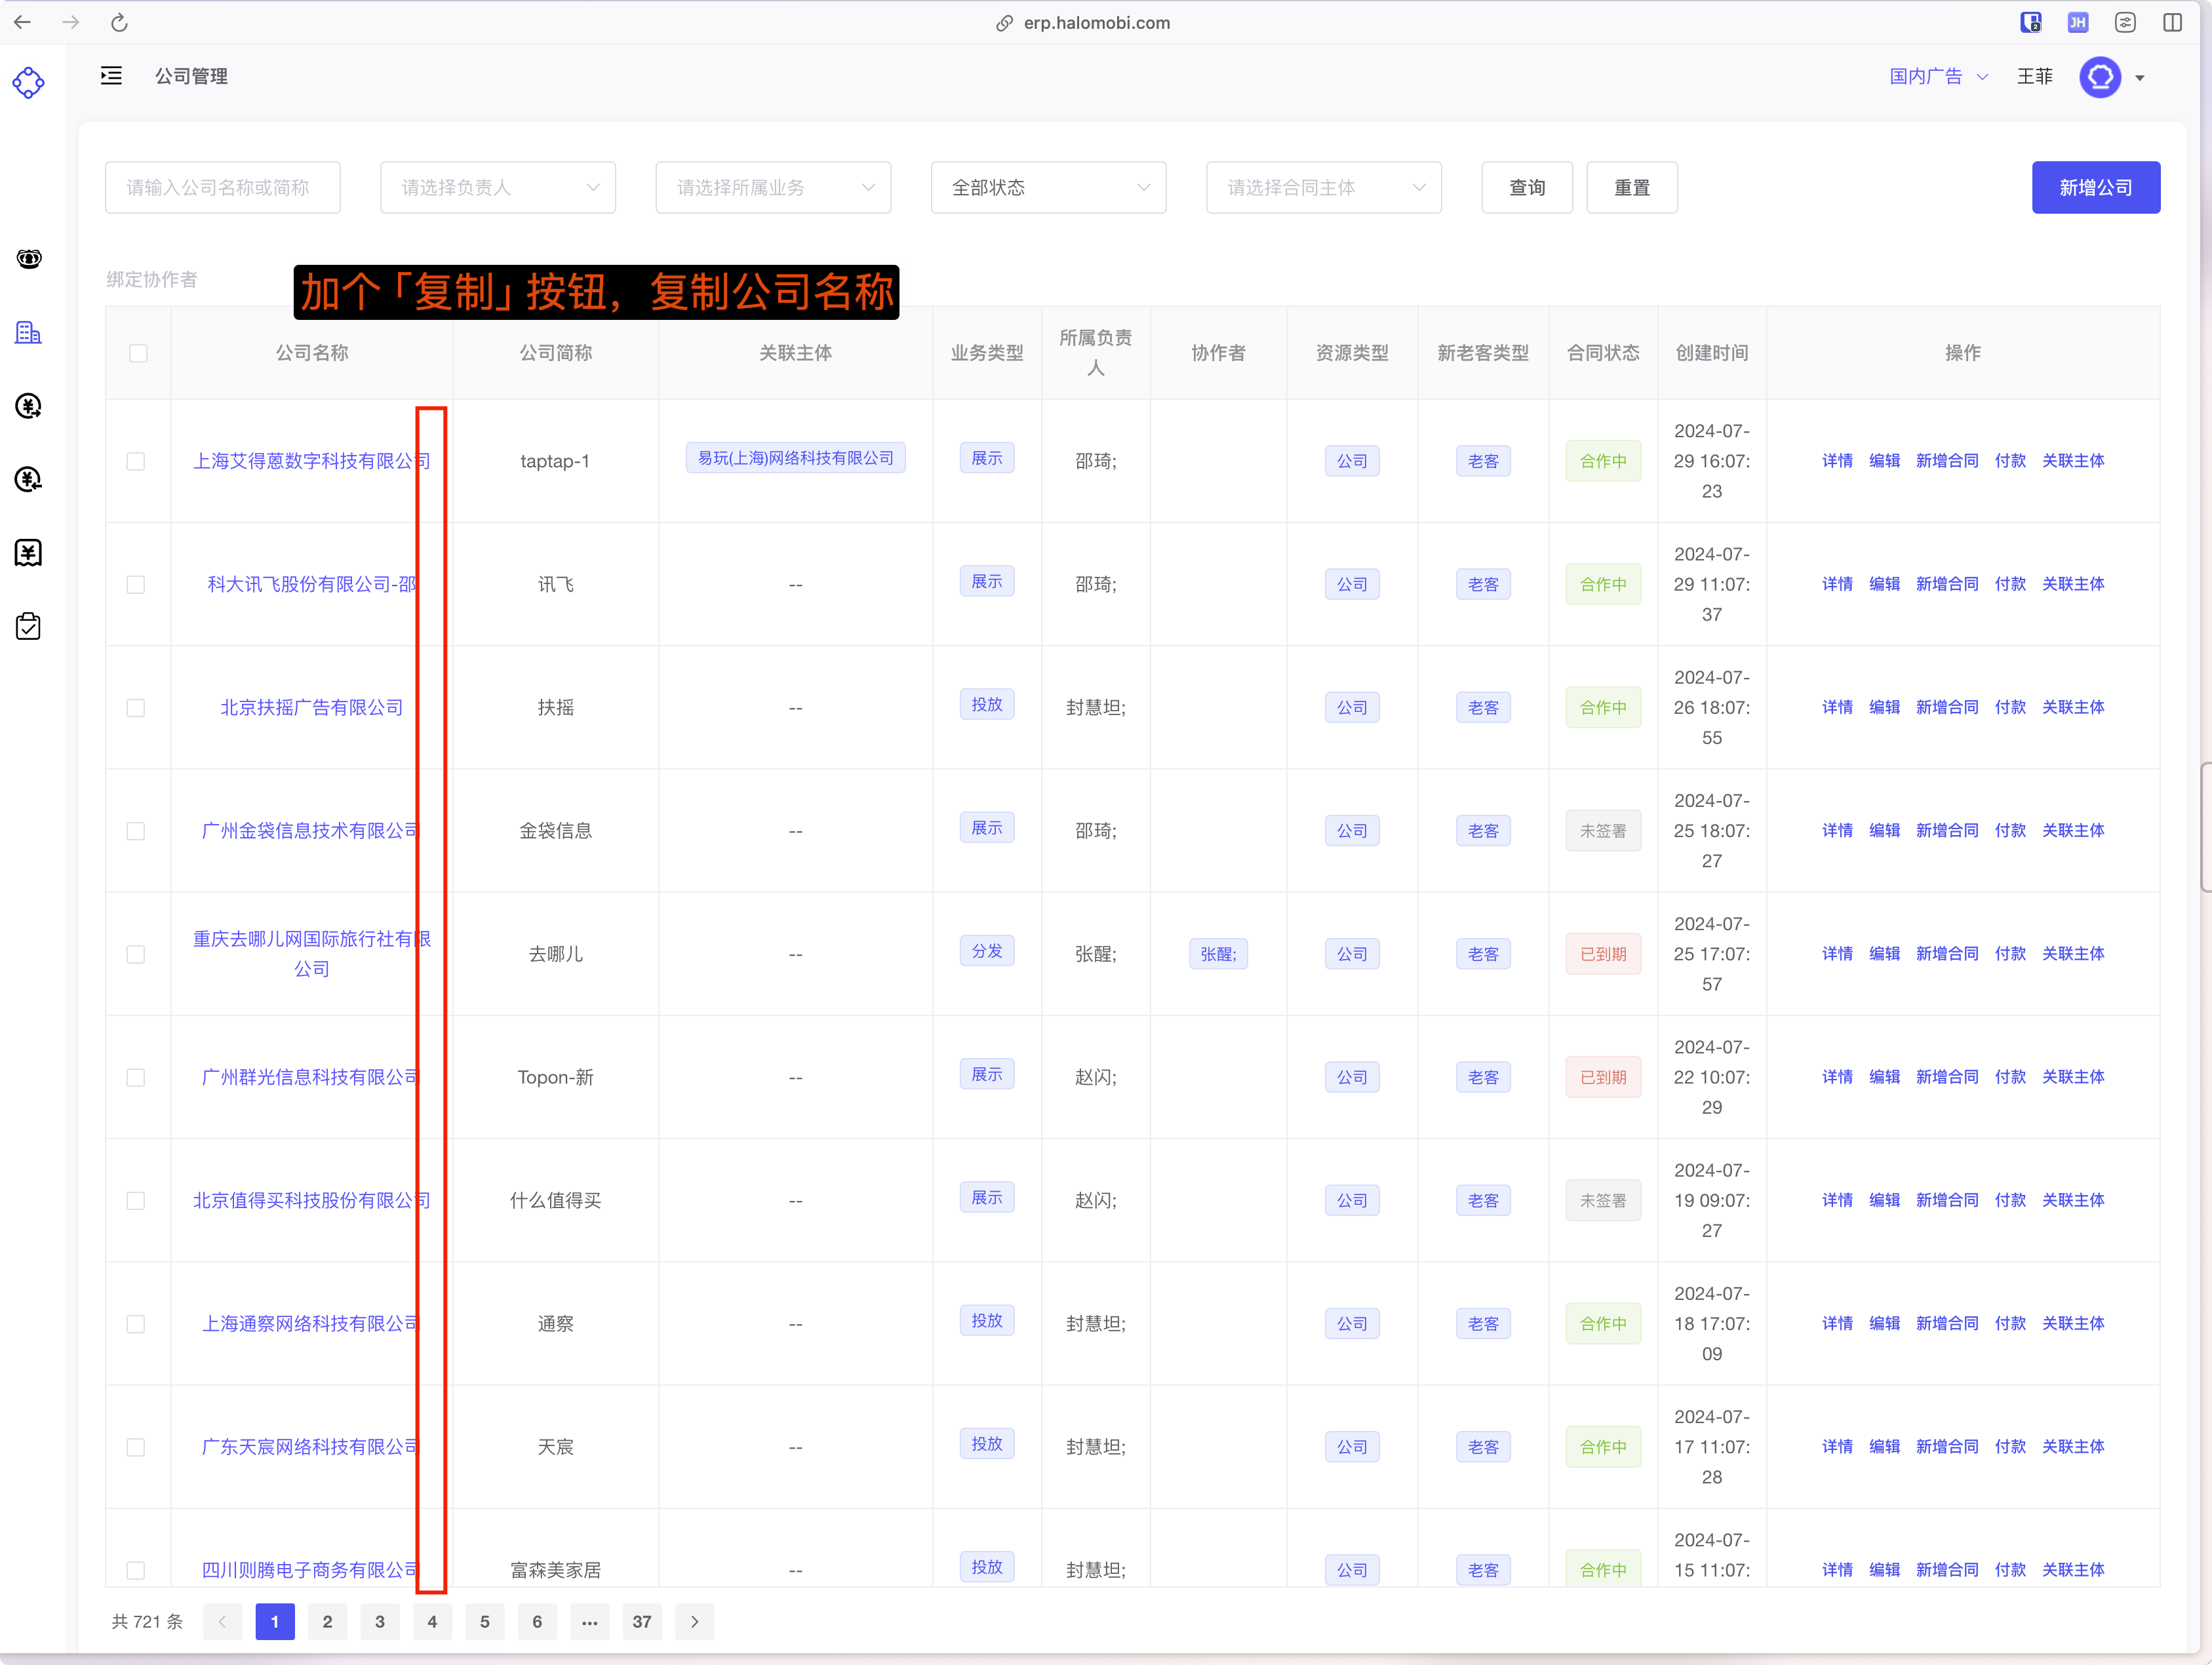 erp.halomobi.com
JH
公司管理
国内广告
王菲
请输入公司名称或简称
请选择负责人
请选择所属业务
全部状态
请选择合同主体
查询
重置
新增公司
绑定协作者
加个「复制」按钮，复制公司名称
公司名称 公司简称 关联主体 业务类型 所属负责人 协作者 资源类型 新老客类型 合同状态 创建时间 操作
上海艾得蒽数字科技有限公司 taptap-1 易玩(上海)网络科技有限公司 展示 邵琦; 公司 老客 合作中 2024-07-29 16:07:23 详情 编辑 新增合同 付款 关联主体
科大讯飞股份有限公司-邵 讯飞 -- 展示 邵琦; 公司 老客 合作中 2024-07-29 11:07:37 详情 编辑 新增合同 付款 关联主体
北京扶摇广告有限公司 扶摇 -- 投放 封慧坦; 公司 老客 合作中 2024-07-26 18:07:55 详情 编辑 新增合同 付款 关联主体
广州金袋信息技术有限公司 金袋信息 -- 展示 邵琦; 公司 老客 未签署 2024-07-25 18:07:27 详情 编辑 新增合同 付款 关联主体
重庆去哪儿网国际旅行社有限公司 去哪儿 -- 分发 张醒; 张醒; 公司 老客 已到期 2024-07-25 17:07:57 详情 编辑 新增合同 付款 关联主体
广州群光信息科技有限公司 Topon-新 -- 展示 赵闪; 公司 老客 已到期 2024-07-22 10:07:29 详情 编辑 新增合同 付款 关联主体
北京值得买科技股份有限公司 什么值得买 -- 展示 赵闪; 公司 老客 未签署 2024-07-19 09:07:27 详情 编辑 新增合同 付款 关联主体
上海通察网络科技有限公司 通察 -- 投放 封慧坦; 公司 老客 合作中 2024-07-18 17:07:09 详情 编辑 新增合同 付款 关联主体
广东天宸网络科技有限公司 天宸 -- 投放 封慧坦; 公司 老客 合作中 2024-07-17 11:07:28 详情 编辑 新增合同 付款 关联主体
四川则腾电子商务有限公司 富森美家居 -- 投放 封慧坦; 公司 老客 合作中 2024-07-15 11:07: 详情 编辑 新增合同 付款 关联主体
共 721 条 1 2 3 4 5 6 ... 37